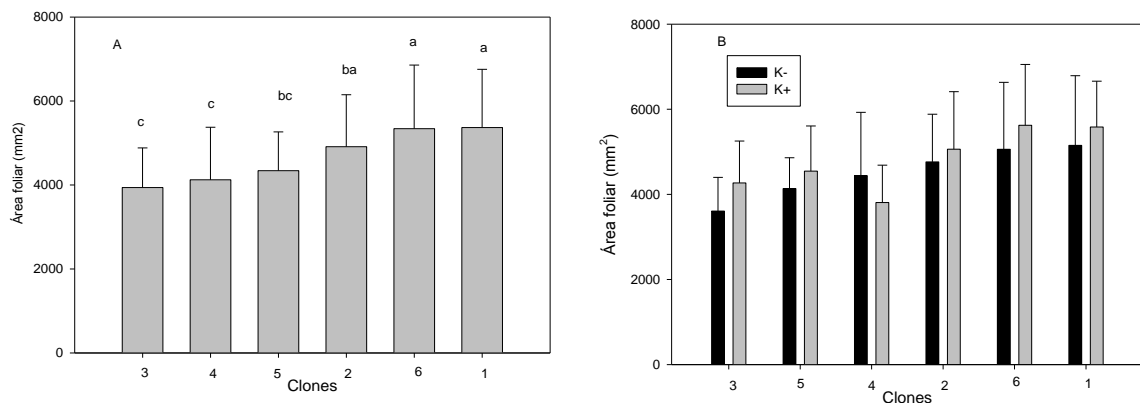 A
8000
6000
4000
2000
0
Área foliar (mm2)
c
c
bc
ba
a
a
3 4 5 2 6 1
Clones
B
K-
K+
8000
6000
4000
2000
0
Área foliar (mm²)
3 5 4 2 6 1
Clones